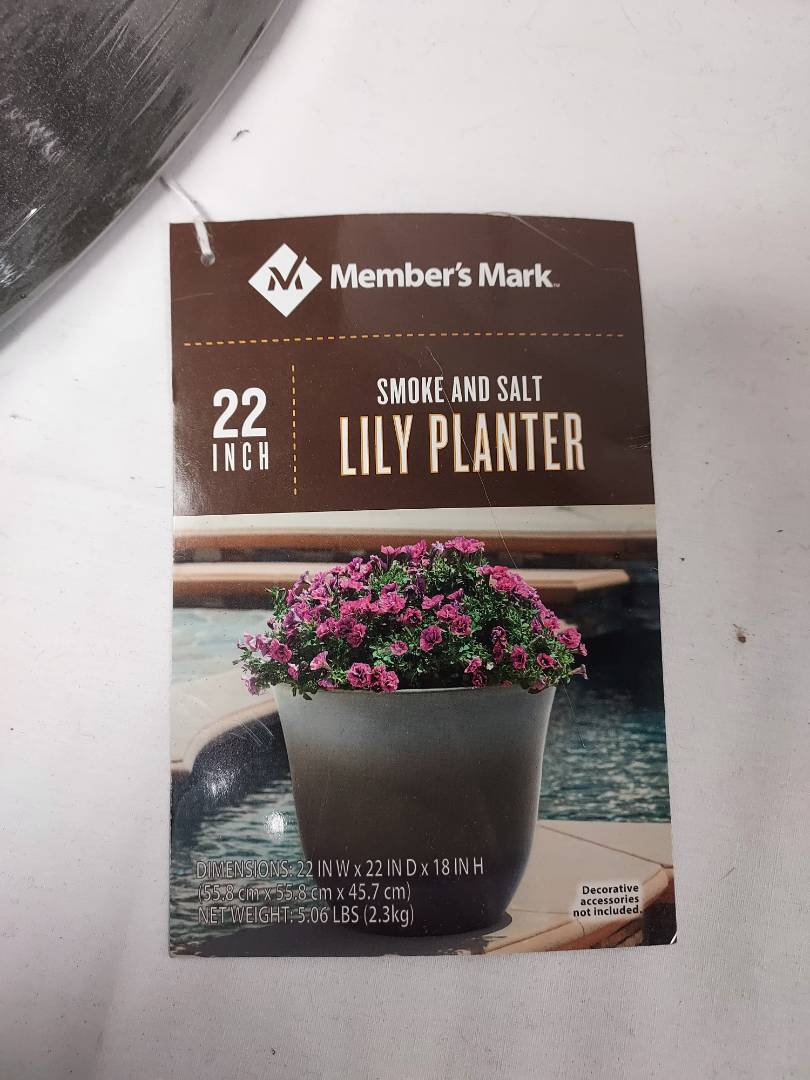 Member's Mark™
22
INCH
SMOKE AND SALT
LILY PLANTER
DIMENSIONS: 22 IN W x 22 IN D x 18 IN H
(55.8 cm x 55.8 cm x 45.7 cm)
NET WEIGHT: 5.06 LBS (2.3kg)
Decorative
accessories
not included.